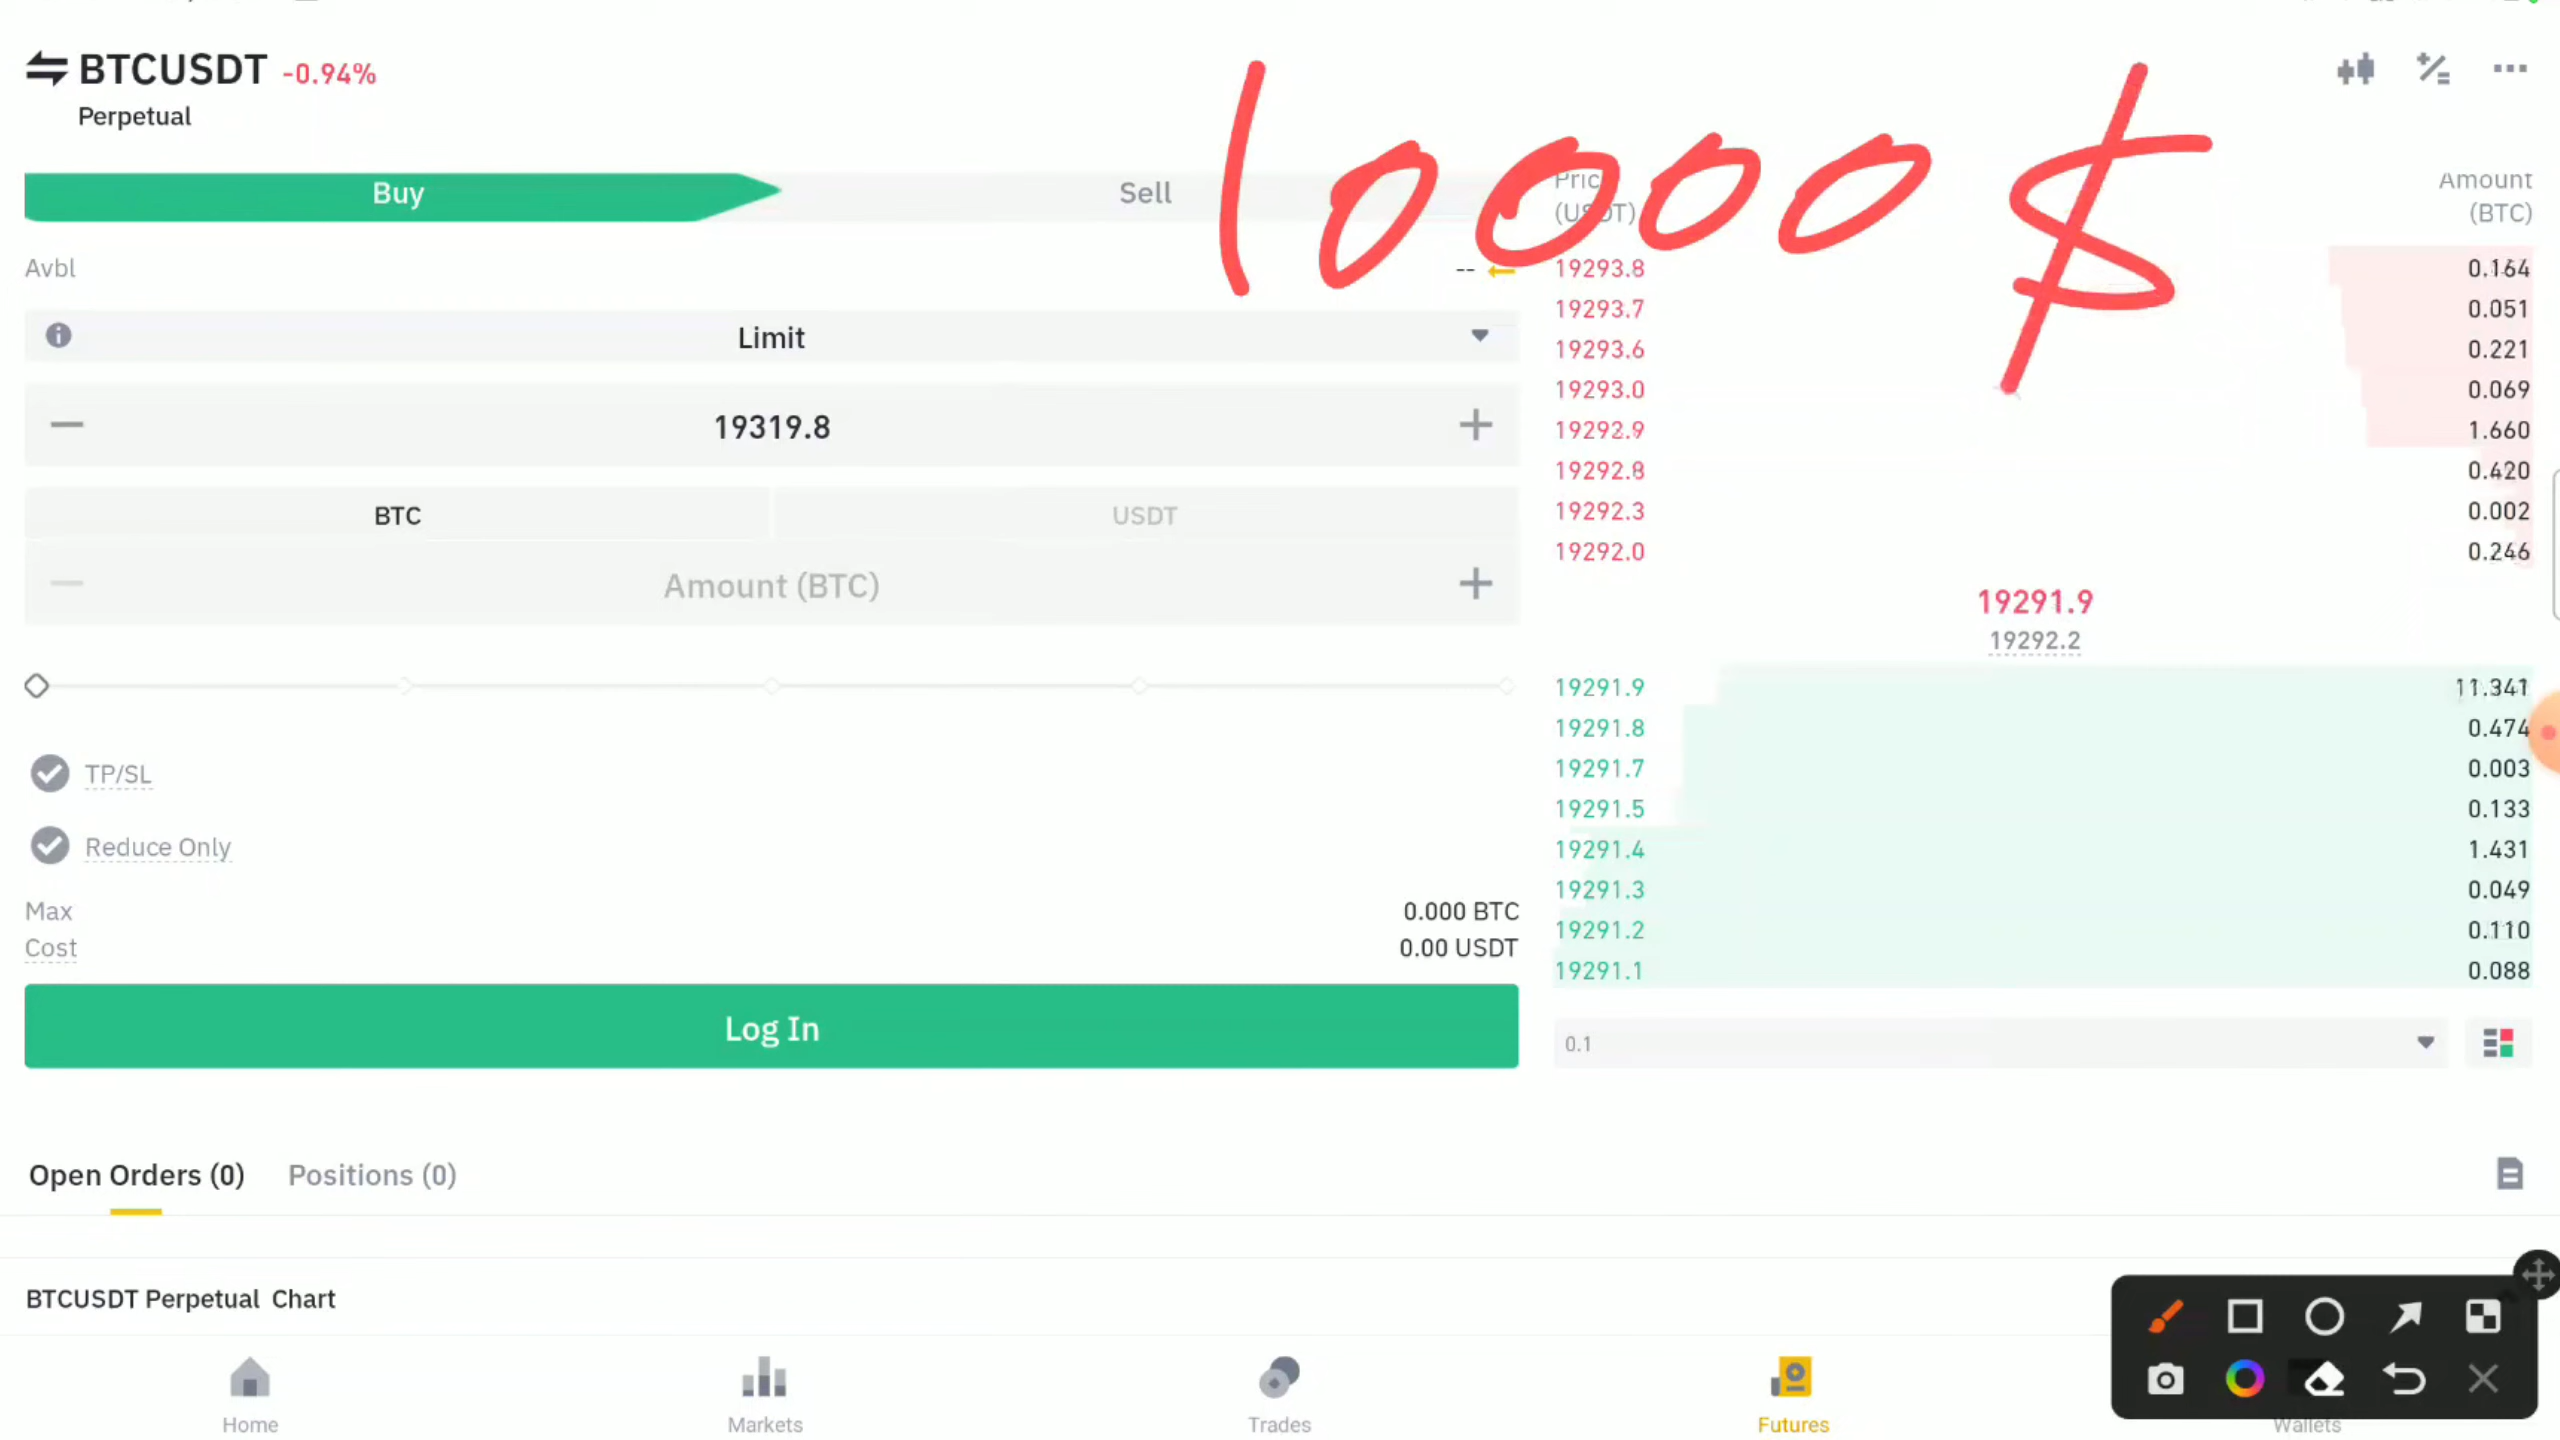 BTCUSDT -0.94%
Perpetual
10000 $
Buy
Sell
Avbl
--
Limit
19319.8
BTC
USDT
Amount (BTC)
TP/SL
Reduce Only
Max
0.000 BTC
Cost
0.00 USDT
Log In
Amount
(USDT)
(BTC)
19293.8 0.164
19293.7 0.051
19293.6 0.221
19293.0 0.069
19292.9 1.660
19292.8 0.420
19292.3 0.002
19292.0 0.246
19291.9
19292.2
19291.9 11.341
19291.8 0.474
19291.7 0.003
19291.5 0.133
19291.4 1.431
19291.3 0.049
19291.2 0.110
19291.1 0.088
0.1
Open Orders (0)
Positions (0)
BTCUSDT Perpetual Chart
Home
Markets
Trades
Futures
Wallets